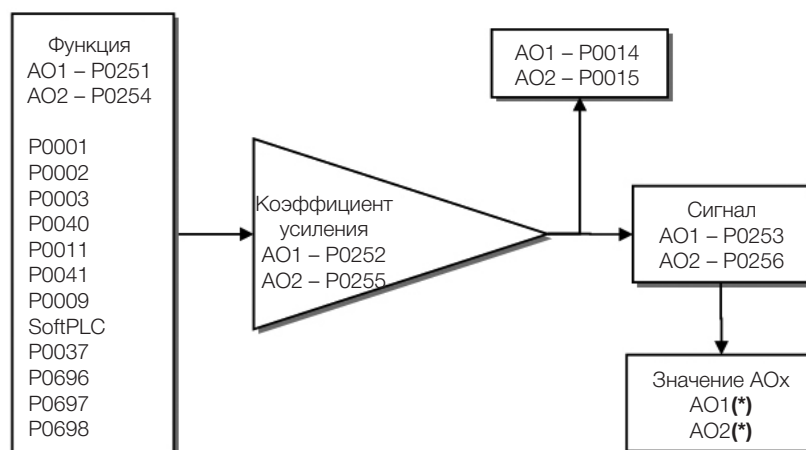 Функция
AO1 – P0251
AO2 – P0254
P0001
P0002
P0003
P0040
P0011
P0041
P0009
SoftPLC
P0037
P0696
P0697
P0698
Коэффициент
усиления
AO1 – P0252
AO2 – P0255
AO1 – P0014
AO2 – P0015
Сигнал
AO1 – P0253
AO2 – P0256
Значение AOx
AO1(*)
AO2(*)